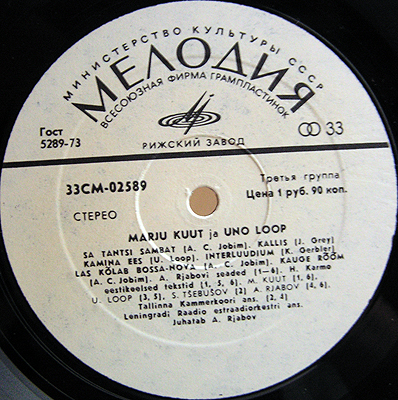 МИНИСТЕРСТВО КУЛЬТУРЫ СССР
МЕЛОДИЯ
ВСЕСОЮЗНАЯ ФИРМА ГРАМПЛАСТИНОК
Гост
5289-73
РИЖСКИЙ ЗАВОД
33
33СМ-02589
Третья группа
Цена 1 руб. 90 коп.
СТЕРЕО
MARJU KUUT ja UNO LOOP
SA TANTSI SAMBAT (A. C. Jobim). KALLIS (J. Grey)
KAMINA EES (U. Loop). INTERLUUDIUM (K. Gerbler)
LAS KÕLAB BOSSA-NOVA (A. C. Jobim). KAUGE RÕÕM
(A. C. Jobim). A. Rjabovi seaded (1—6). H. Karmo
eestikeelsed tekstid (1, 5, 6). M. KUUT (1, 6)
U. LOOP (3, 5), S. TŠEBUŠOV (2) A. RJABOV (4, 6),
Tallinna Kammerkoori ans. (2, 4)
Leningradi Raadio estraadiorkestri ans.
Juhatab A. Rjabov